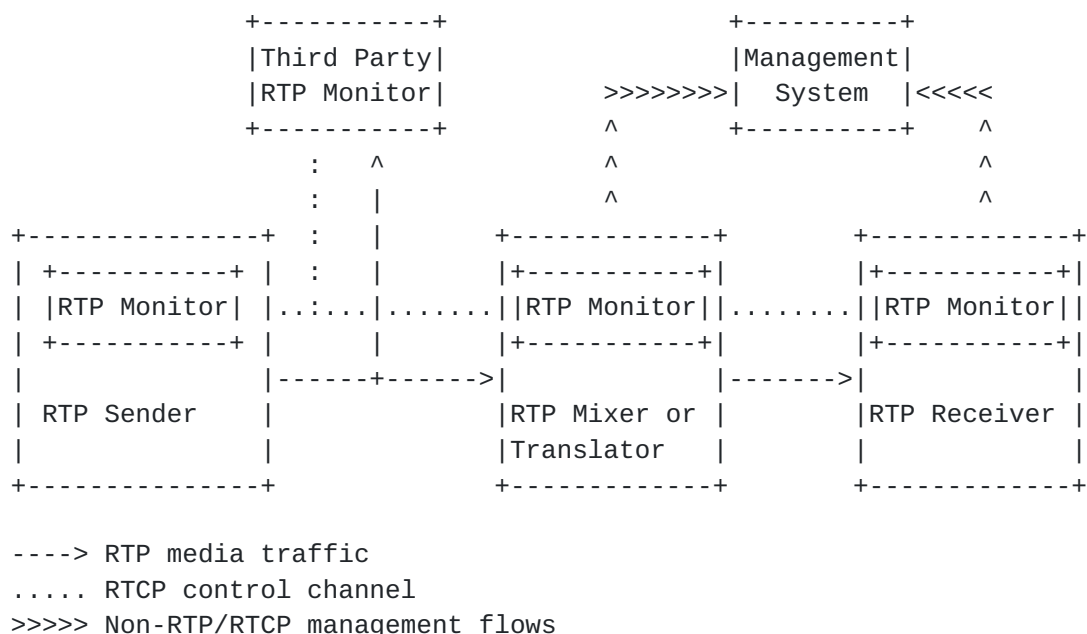 +-----------+                       +----------+
|Third Party|                       |Management|
|RTP Monitor|            >>>>>>>>|  System  |<<<<<
+-----------+            ^       +----------+    ^
:   ^                  ^                       ^
:   |                  ^                       ^
+---------------+  :   |          +-------------+       +-------------+
| +-----------+ |  :   |          |+-----------+|       |+-----------+|
| |RTP Monitor| |..:...|.......||RTP Monitor||........||RTP Monitor||
| +-----------+ |      |          |+-----------+|       |+-----------+|
|               |------+------>|             |------->|             |
| RTP Sender    |                 |RTP Mixer or |       |RTP Receiver |
|               |                 |Translator   |       |             |
+---------------+                 +-------------+       +-------------+
----> RTP media traffic
..... RTCP control channel
>>>>> Non-RTP/RTCP management flows